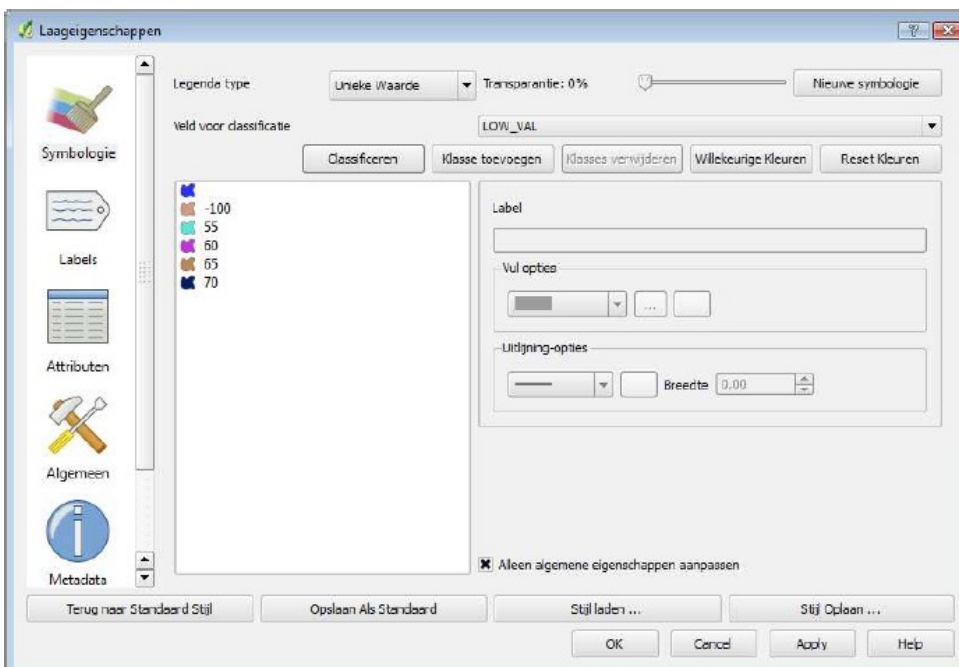 Laageigenschappen
Symbologie
Labels
Attributen
Algemeen
Metadata
Legenda type
Unieke Waarde
Transparantie: 0%
Nieuwe symbologie
Veld voor classificatie
LOW_VAL
Classificeren
Klasse toevoegen
Klasses verwijderen
Willekeurige Kleuren
Reset Kleuren
-100
55
60
65
70
Label
Vul opties
...
Uitlijning-opties
Breedte
0.00
Alleen algemene eigenschappen aanpassen
Terug naar Standaard Stijl
Opslaan Als Standaard
Stijl laden ...
Stijl Oplaan ...
OK
Cancel
Apply
Help